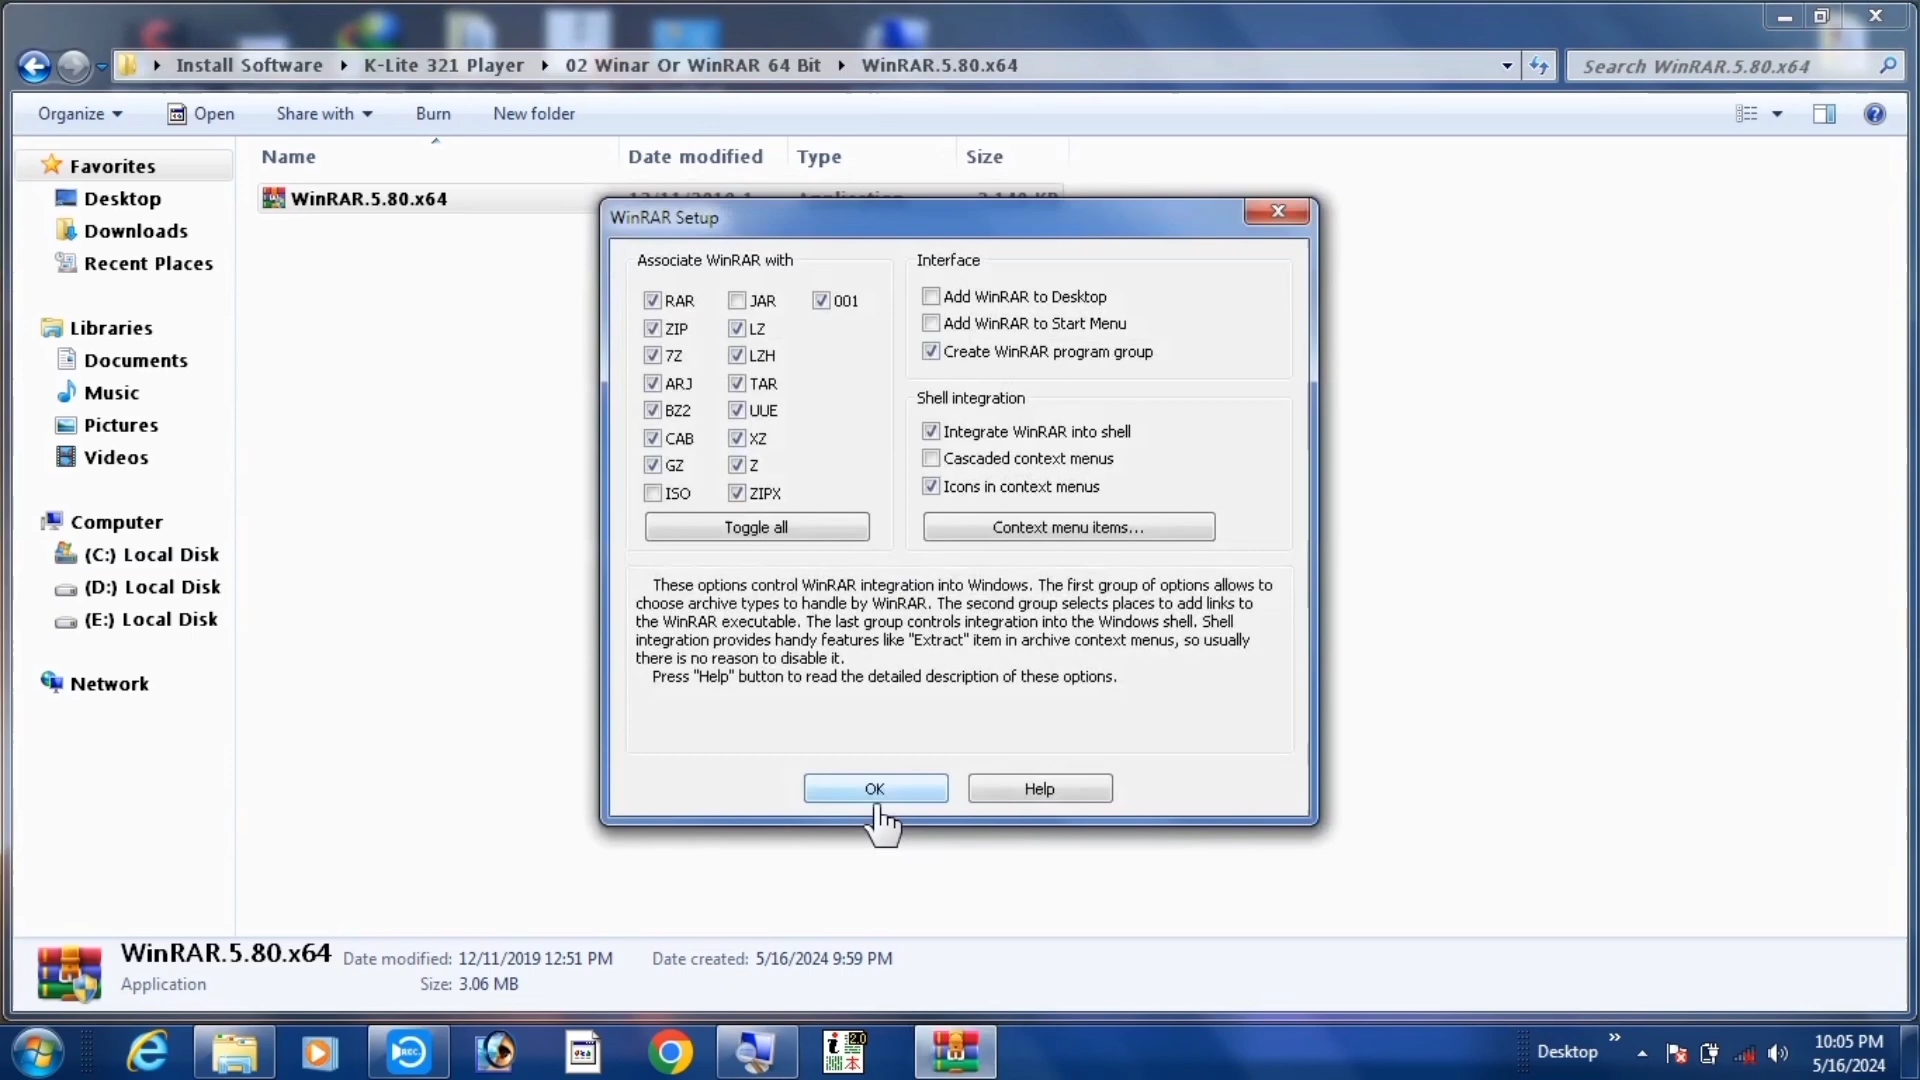 Install Software K-Lite 321 Player 02 Winar Or WinRAR 64 Bit WinRAR.5.80.x64
Search WinRAR.5.80.x64
Organize Open Share with Burn New folder
Name Date modified Type Size
WinRAR.5.80.x64
Favorites
Desktop
Downloads
Recent Places
Libraries
Documents
Music
Pictures
Videos
Computer
(C:) Local Disk
(D:) Local Disk
(E:) Local Disk
Network
WinRAR Setup
Associate WinRAR with
RAR JAR 001
ZIP LZ
7Z LZH
ARJ TAR
BZ2 UUE
CAB XZ
GZ Z
ISO ZIPX
Toggle all
Interface
Add WinRAR to Desktop
Add WinRAR to Start Menu
Create WinRAR program group
Shell integration
Integrate WinRAR into shell
Cascaded context menus
Icons in context menus
Context menu items...
These options control WinRAR integration into Windows. The first group of options allows to
choose archive types to handle by WinRAR. The second group selects places to add links to
the WinRAR executable. The last group controls integration into the Windows shell. Shell
integration provides handy features like "Extract" item in archive context menus, so usually
there is no reason to disable it.
Press "Help" button to read the detailed description of these options.
OK Help
WinRAR.5.80.x64 Date modified: 12/11/2019 12:51 PM Date created: 5/16/2024 9:59 PM
Application Size: 3.06 MB
REC
2.0
Desktop
10:05 PM
5/16/2024